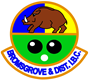 BROMSGROVE & DIST. I.B.C.